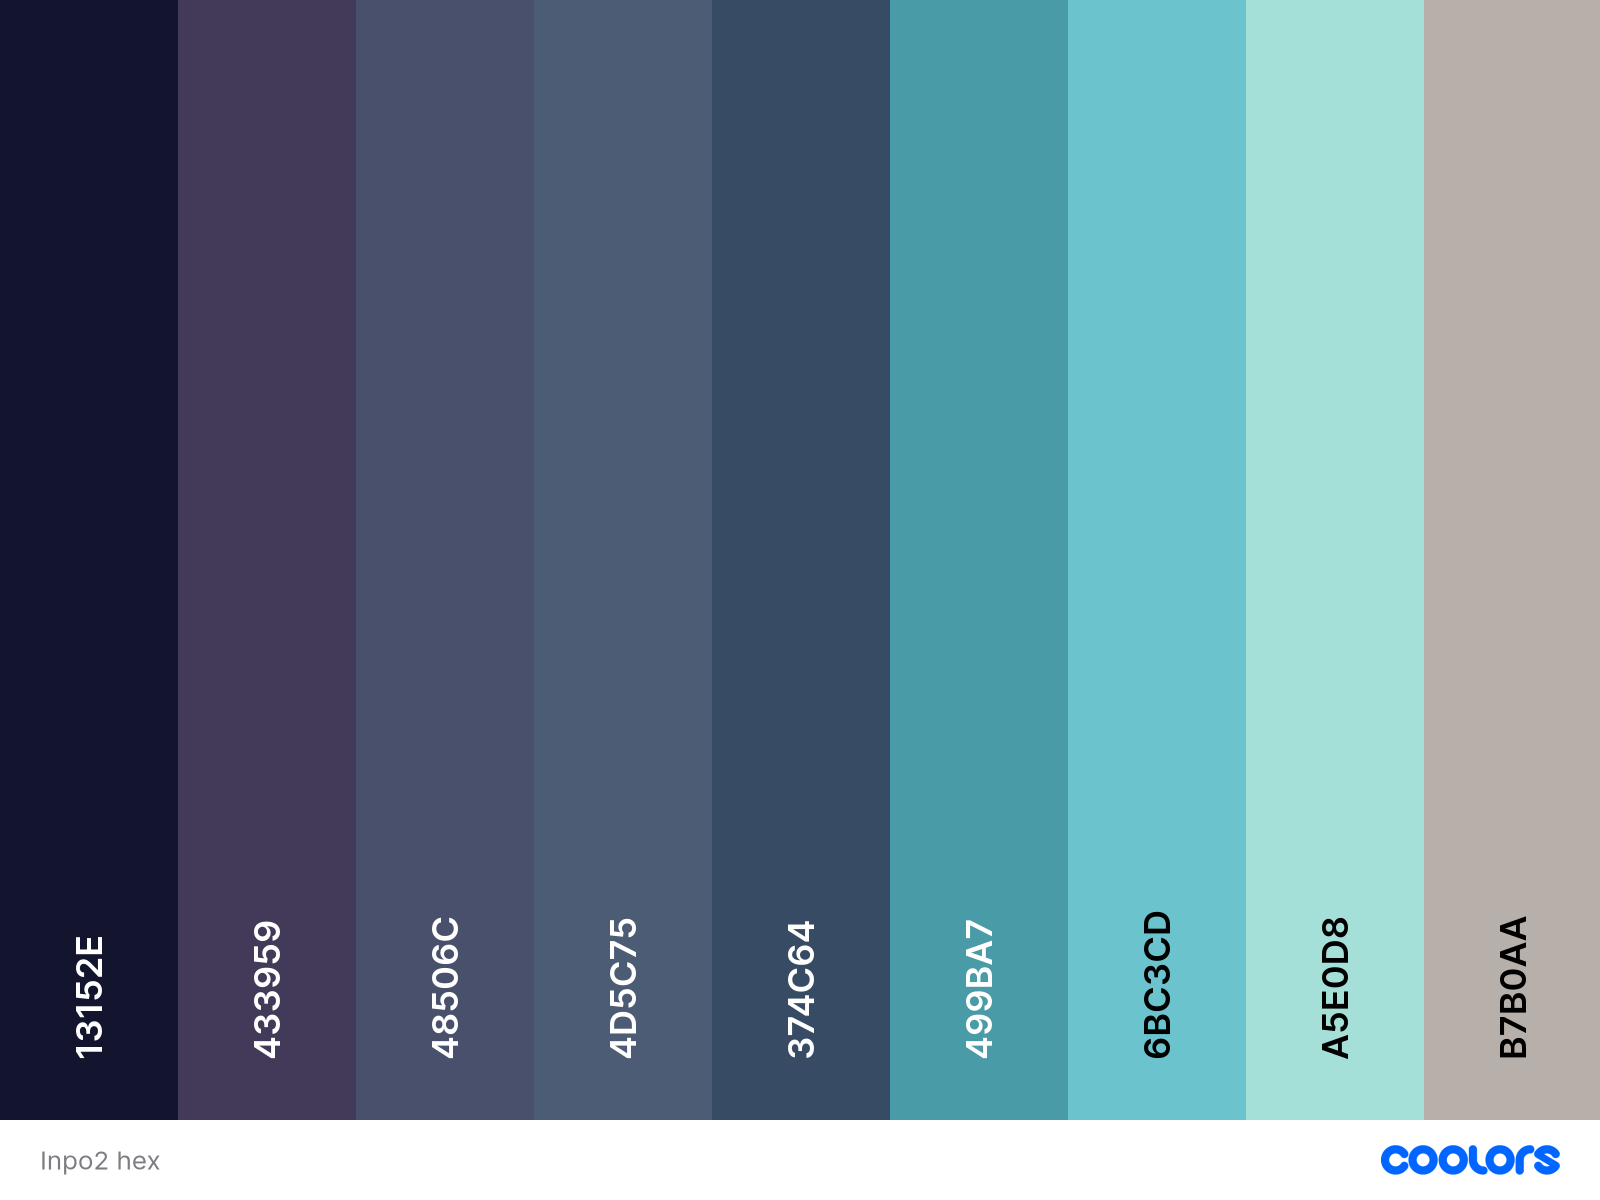 13152E
433959
48506C
4D5C75
374C64
499BA7
6BC3CD
A5E0D8
B7B0AA
Inpo2 hex
coolors